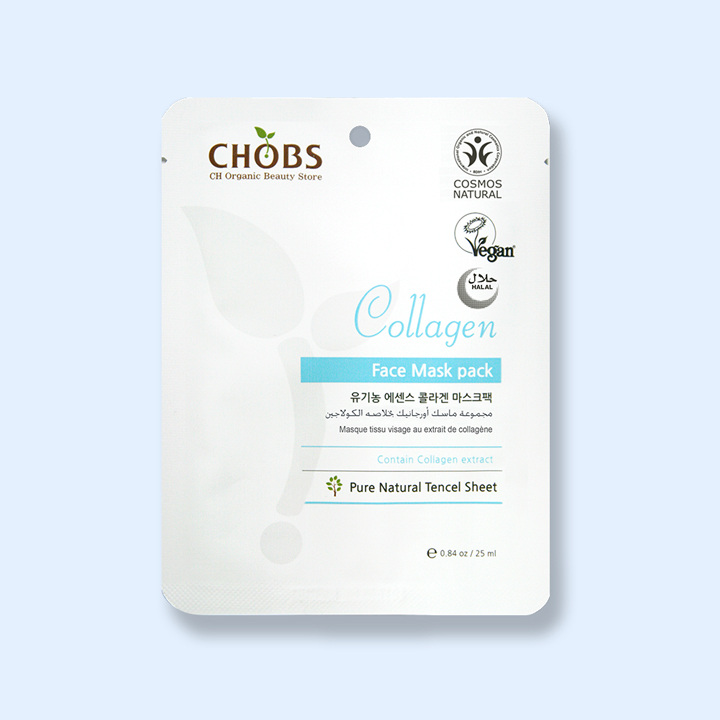 CHOBS
CH Organic Beauty Store
COSMOS
NATURAL
Vegan
حلال
HALAL
Collagen
Face Mask pack
유기농 에센스 콜라겐 마스크팩
مجموعة ماسك أورجانيك بخلاصه الكولاجين
Masque tissu visage au extrait de collagène
Contain Collagen extract
Pure Natural Tencel Sheet
℮ 0.84 oz / 25 ml